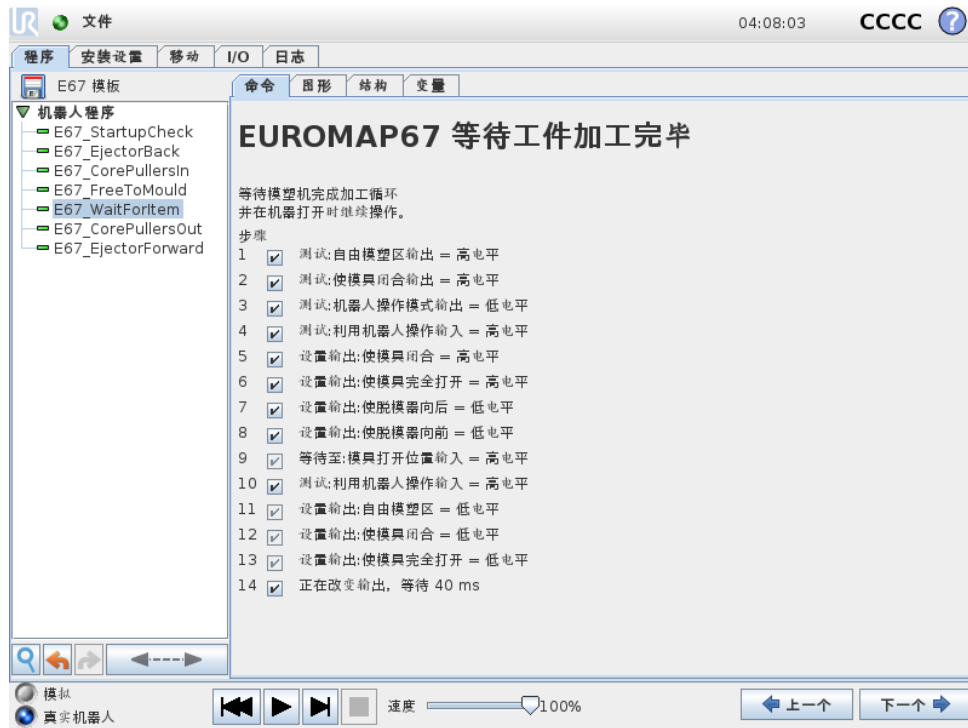 UR 文件 04:08:03 CCCC ?
程序 安装设置 移动 I/O 日志
E67 模板 命令 图形 结构 变量
机器人程序
E67_StartupCheck
E67_EjectorBack
E67_CorePullersIn
E67_FreeToMould
E67_WaitForItem
E67_CorePullersOut
E67_EjectorForward
EUROMAP67 等待工件加工完毕
等待模塑机完成加工循环
并在机器打开时继续操作。
步骤
1 测试:自由模塑区输出 = 高电平
2 测试:使模具闭合输出 = 高电平
3 测试:机器人操作模式输出 = 低电平
4 测试:利用机器人操作输入 = 高电平
5 设置输出:使模具闭合 = 高电平
6 设置输出:使模具完全打开 = 高电平
7 设置输出:使脱模器向后 = 低电平
8 设置输出:使脱模器向前 = 低电平
9 等待至:模具打开位置输入 = 高电平
10 测试:利用机器人操作输入 = 高电平
11 设置输出:自由模塑区 = 低电平
12 设置输出:使模具闭合 = 低电平
13 设置输出:使模具完全打开 = 低电平
14 正在改变输出，等待 40 ms
模拟
真实机器人
速度 100%
上一个 下一个